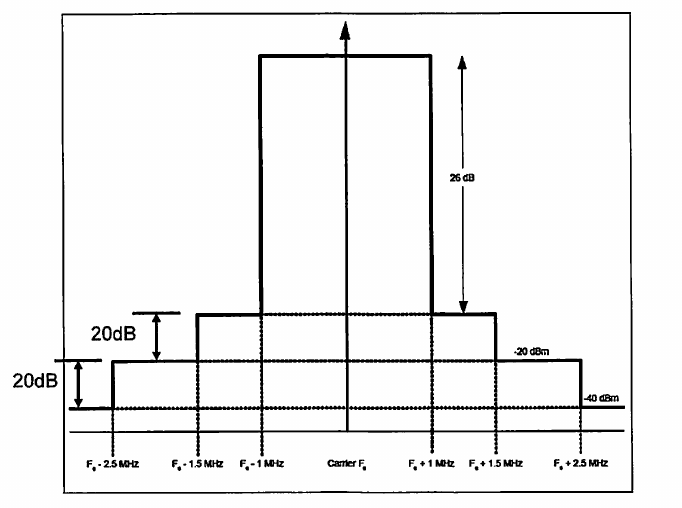 26 dB
20dB
-20 dBm
20dB
-40 dBm
Fc - 2.5 MHz Fc - 1.5 MHz Fc - 1 MHz Carrier Fc Fc + 1 MHz Fc + 1.5 MHz Fc + 2.5 MHz